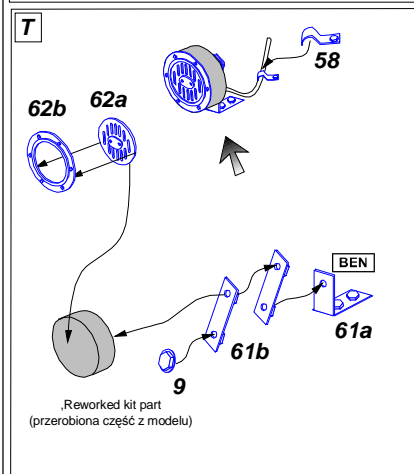 T
58
62b
62a
BEN
61a
61b
9
,Reworked kit part
(przerobiona część z modelu)